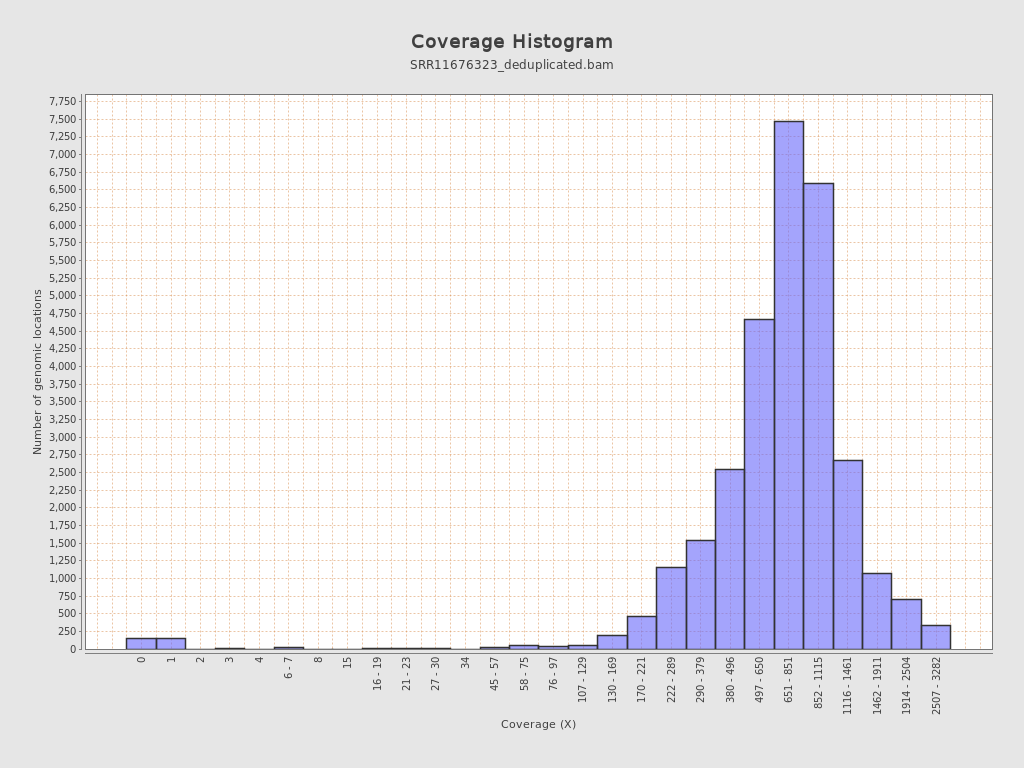 Coverage Histogram
SRR11676323_deduplicated.bam
Number of genomic locations
7,750
7,500
7,250
7,000
6,750
6,500
6,250
6,000
5,750
5,500
5,250
5,000
4,750
4,500
4,250
4,000
3,750
3,500
3,250
3,000
2,750
2,500
2,250
2,000
1,750
1,500
1,250
1,000
750
500
250
0
0
1
2
3
4
6 - 7
8
15
16 - 19
21 - 23
27 - 30
34
45 - 57
58 - 75
76 - 97
107 - 129
130 - 169
170 - 221
222 - 289
290 - 379
380 - 496
497 - 650
651 - 851
852 - 1115
1116 - 1461
1462 - 1911
1914 - 2504
2507 - 3282
Coverage (X)